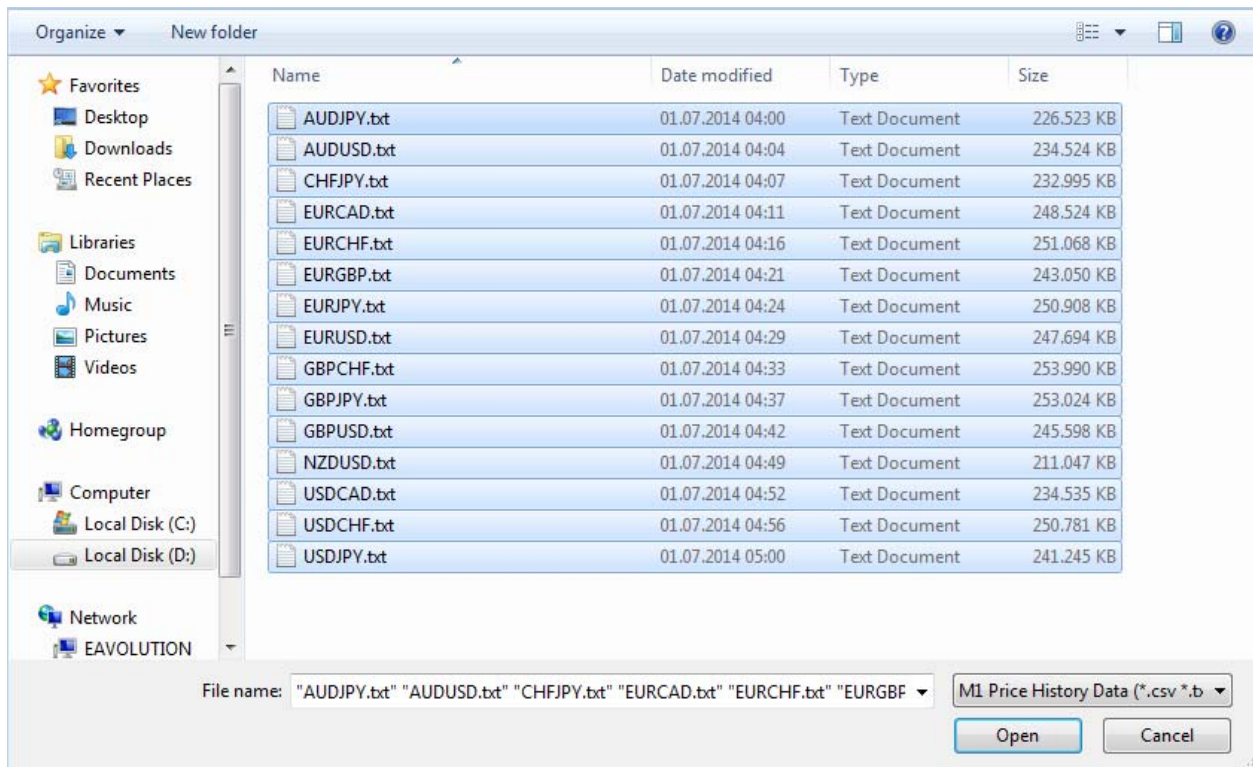 Organize New folder
Name Date modified Type Size
Favorites
Desktop
Downloads
Recent Places
Libraries
Documents
Music
Pictures
Videos
Homegroup
Computer
Local Disk (C:)
Local Disk (D:)
Network
EAVOLUTION
AUDJPY.txt 01.07.2014 04:00 Text Document 226.523 KB
AUDUSD.txt 01.07.2014 04:04 Text Document 234.524 KB
CHFJPY.txt 01.07.2014 04:07 Text Document 232.995 KB
EURCAD.txt 01.07.2014 04:11 Text Document 248.524 KB
EURCHF.txt 01.07.2014 04:16 Text Document 251.068 KB
EURGBP.txt 01.07.2014 04:21 Text Document 243.050 KB
EURJPY.txt 01.07.2014 04:24 Text Document 250.908 KB
EURUSD.txt 01.07.2014 04:29 Text Document 247.694 KB
GBPCHF.txt 01.07.2014 04:33 Text Document 253.990 KB
GBPJPY.txt 01.07.2014 04:37 Text Document 253.024 KB
GBPUSD.txt 01.07.2014 04:42 Text Document 245.598 KB
NZDUSD.txt 01.07.2014 04:49 Text Document 211.047 KB
USDCAD.txt 01.07.2014 04:52 Text Document 234.535 KB
USDCHF.txt 01.07.2014 04:56 Text Document 250.781 KB
USDJPY.txt 01.07.2014 05:00 Text Document 241.245 KB
File name: "AUDJPY.txt" "AUDUSD.txt" "CHFJPY.txt" "EURCAD.txt" "EURCHF.txt" "EURGBP M1 Price History Data (*.csv *.t
Open Cancel